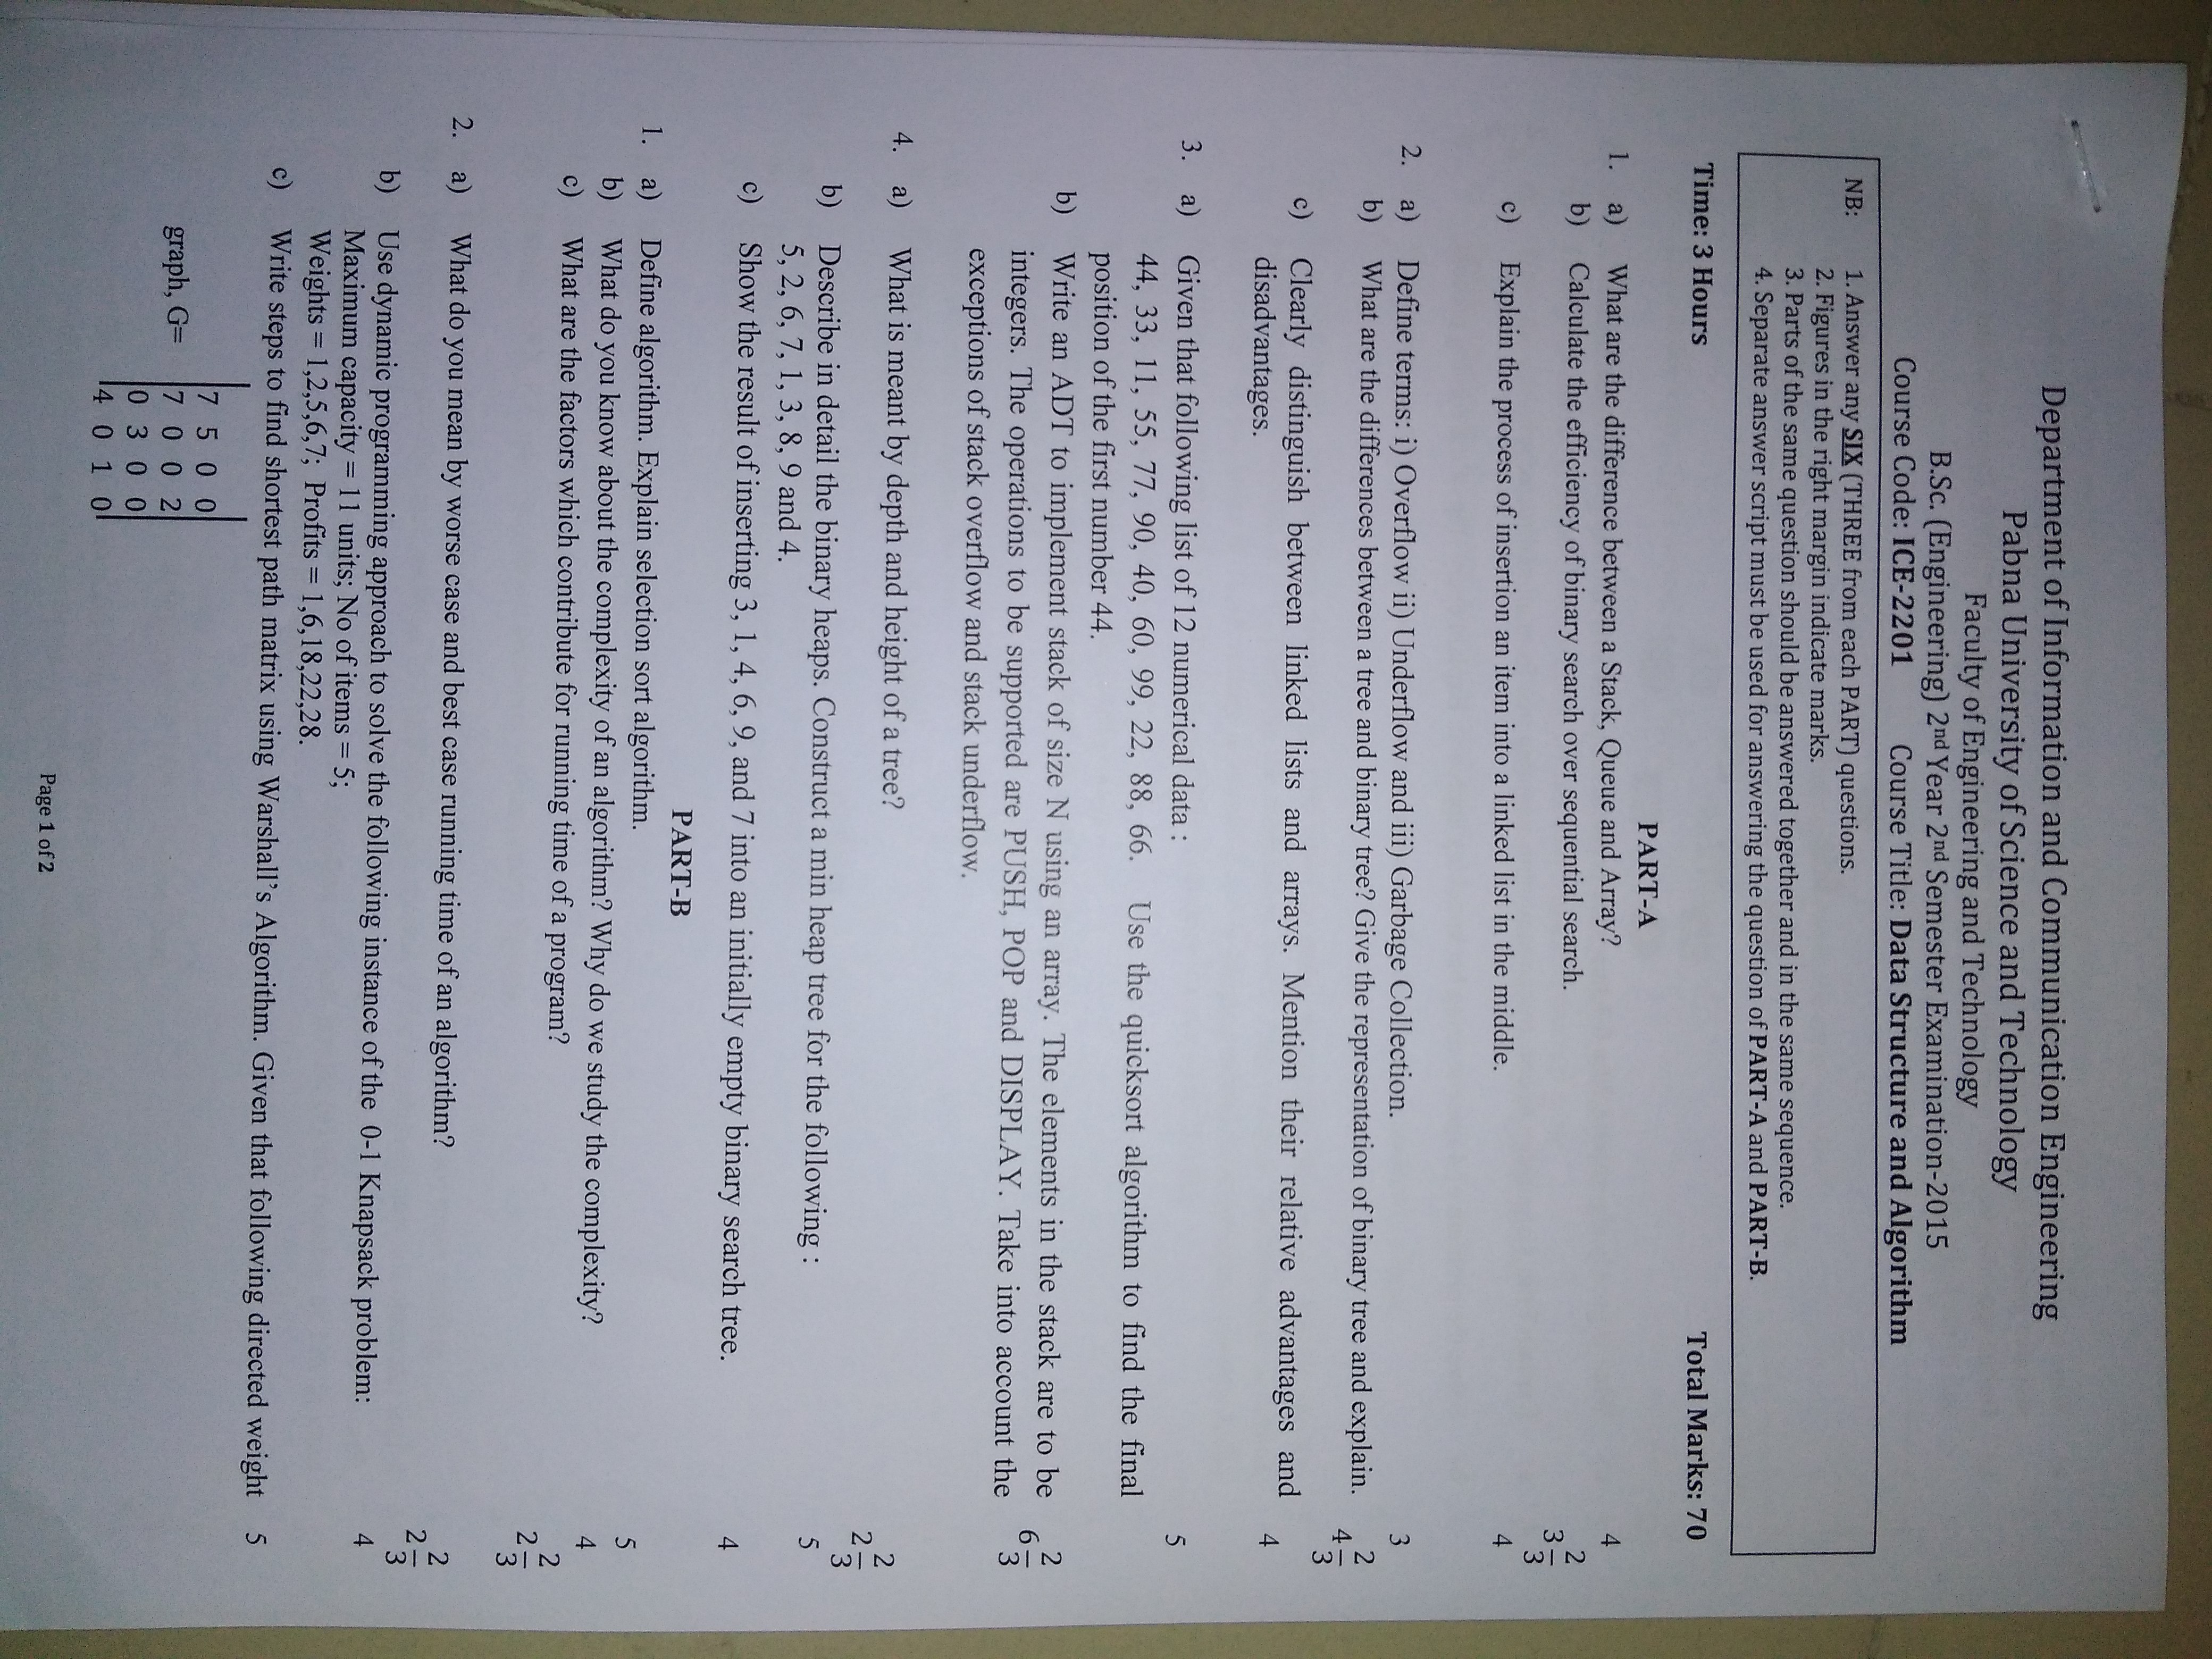 Department of Information and Communication Engineering
Pabna University of Science and Technology
Faculty of Engineering and Technology
B.Sc. (Engineering) 2nd Year 2nd Semester Examination-2015
Course Code: ICE-2201 Course Title: Data Structure and Algorithm
NB: 1. Answer any SIX (THREE from each PART) questions.
2. Figures in the right margin indicate marks.
3. Parts of the same question should be answered together and in the same sequence.
4. Separate answer script must be used for answering the question of PART-A and PART-B.
Time: 3 Hours Total Marks: 70
PART-A
1. a) What are the difference between a Stack, Queue and Array? 4
b) Calculate the efficiency of binary search over sequential search. 3 2/3
c) Explain the process of insertion an item into a linked list in the middle. 4
2. a) Define terms: i) Overflow ii) Underflow and iii) Garbage Collection. 3
b) What are the differences between a tree and binary tree? Give the representation of binary tree and explain. 4 2/3
c) Clearly distinguish between linked lists and arrays. Mention their relative advantages and
disadvantages. 4
3. a) Given that following list of 12 numerical data : 5
44, 33, 11, 55, 77, 90, 40, 60, 99, 22, 88, 66. Use the quicksort algorithm to find the final
position of the first number 44.
b) Write an ADT to implement stack of size N using an array. The elements in the stack are to be
integers. The operations to be supported are PUSH, POP and DISPLAY. Take into account the 6 2/3
exceptions of stack overflow and stack underflow.
4. a) What is meant by depth and height of a tree? 2 2/3
b) Describe in detail the binary heaps. Construct a min heap tree for the following : 5
5, 2, 6, 7, 1, 3, 8, 9 and 4.
c) Show the result of inserting 3, 1, 4, 6, 9, and 7 into an initially empty binary search tree. 4
PART-B
1. a) Define algorithm. Explain selection sort algorithm. 5
b) What do you know about the complexity of an algorithm? Why do we study the complexity? 4
c) What are the factors which contribute for running time of a program? 2 2/3
2. a) What do you mean by worse case and best case running time of an algorithm? 2 2/3
b) Use dynamic programming approach to solve the following instance of the 0-1 Knapsack problem: 4
Maximum capacity = 11 units; No of items = 5;
Weights = 1,2,5,6,7; Profits = 1,6,18,22,28.
c) Write steps to find shortest path matrix using Warshall's Algorithm. Given that following directed weight 5
7 5 0 0
graph, G= 7 0 0 2
0 3 0 0
4 0 1 0
Page 1 of 2